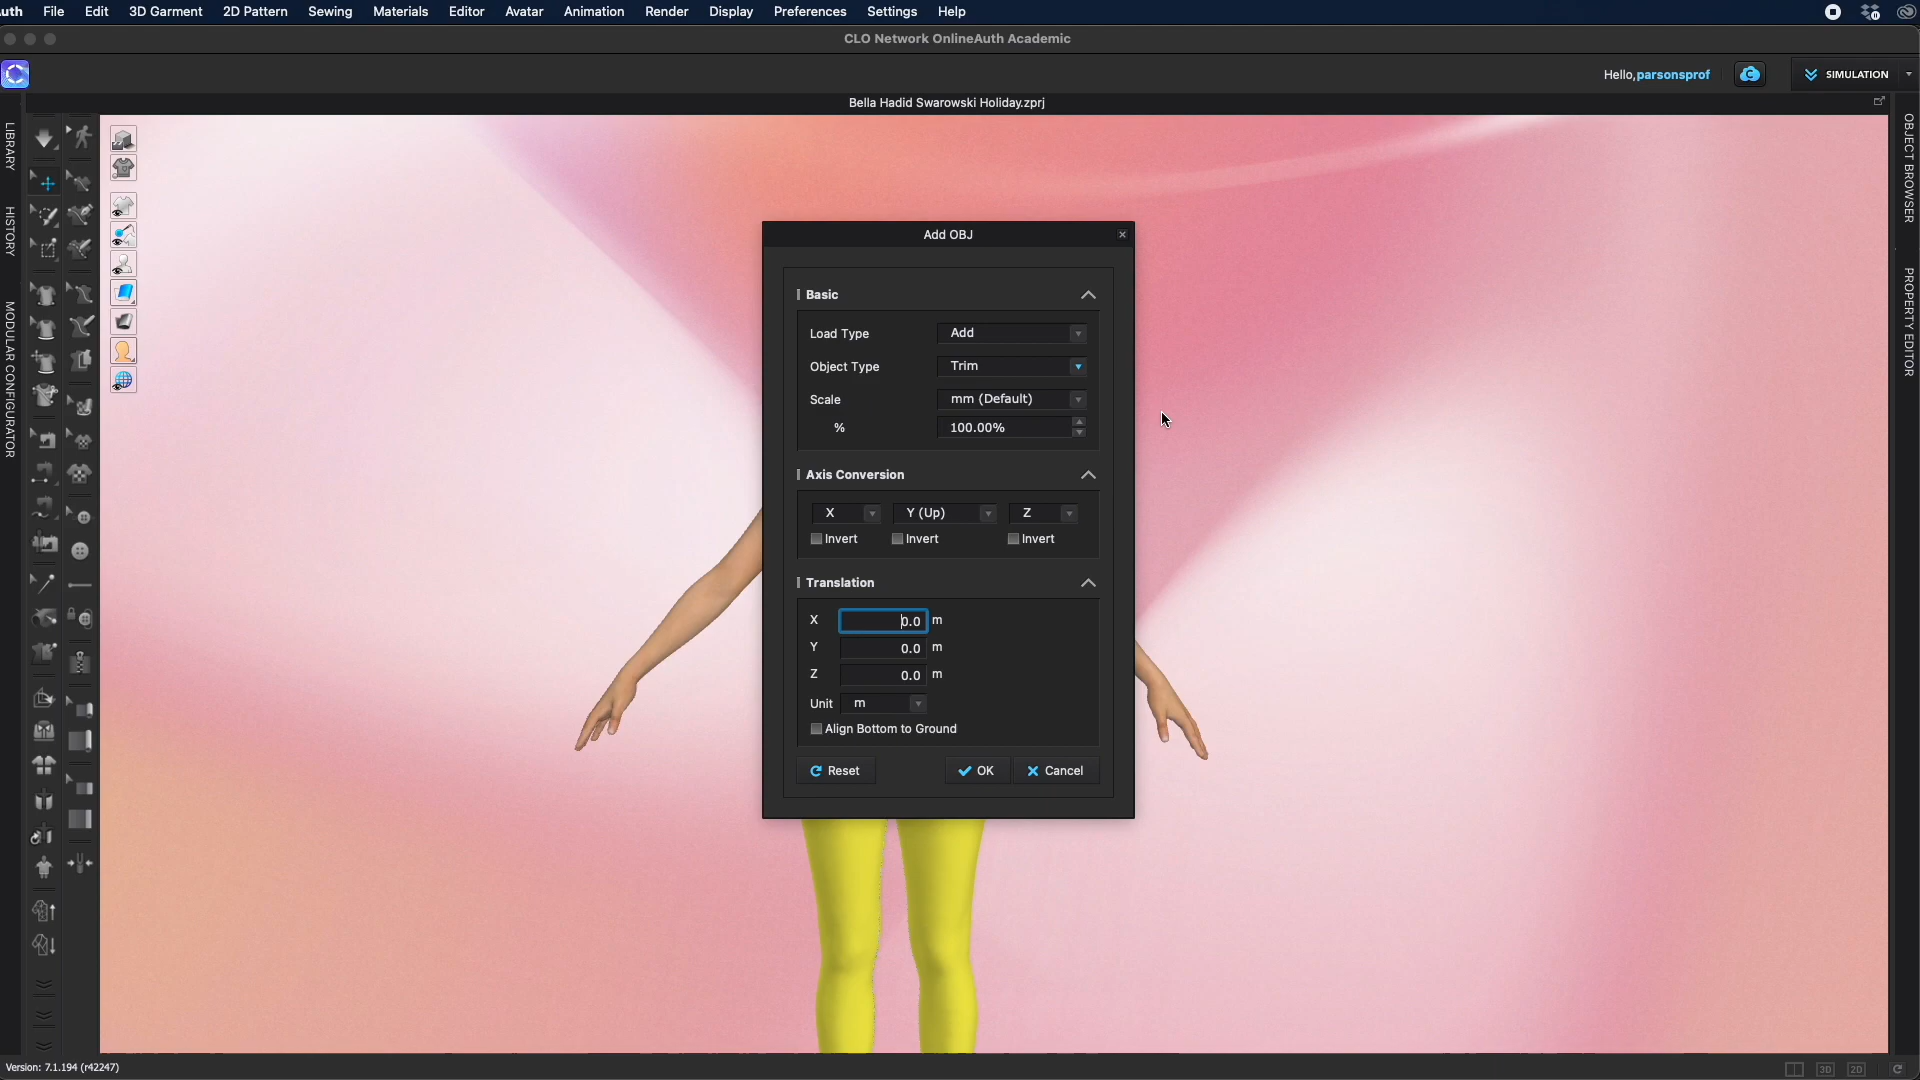 uth File Edit 3D Garment 2D Pattern Sewing Materials Editor Avatar Animation Render Display Preferences Settings Help
CLO Network OnlineAuth Academic
Hello, parsonsprof
SIMULATION
Bella Hadid Swarowski Holiday.zprj
LIBRARY
HISTORY
MODULAR CONFIGURATOR
OBJECT BROWSER
PROPERTY EDITOR
Add OBJ
Basic
Load Type Add
Object Type Trim
Scale mm (Default)
% 100.00%
Axis Conversion
X Y (Up) Z
Invert Invert Invert
Translation
X 0.0 m
Y 0.0 m
Z 0.0 m
Unit m
Align Bottom to Ground
Reset OK Cancel
Version: 7.1.194 (r42247)
3D 2D